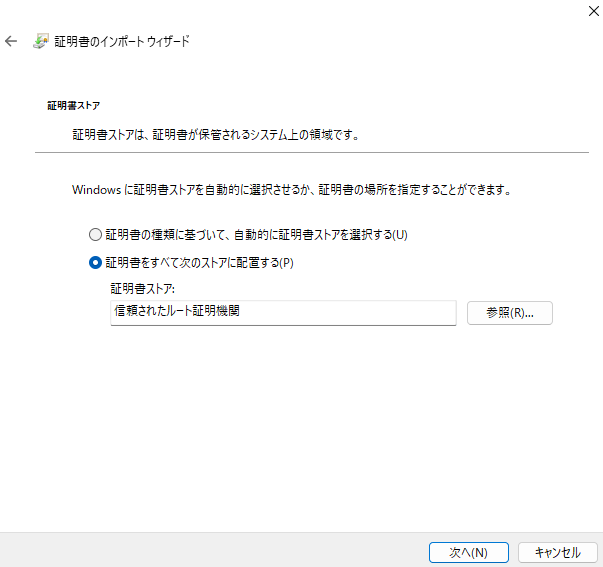 証明書のインポート ウィザード
証明書ストア
証明書ストアは、証明書が保管されるシステム上の領域です。
Windows に証明書ストアを自動的に選択させるか、証明書の場所を指定することができます。
証明書の種類に基づいて、自動的に証明書ストアを選択する(U)
証明書をすべて次のストアに配置する(P)
証明書ストア:
信頼されたルート証明機関
参照(R)...
次へ(N)
キャンセル